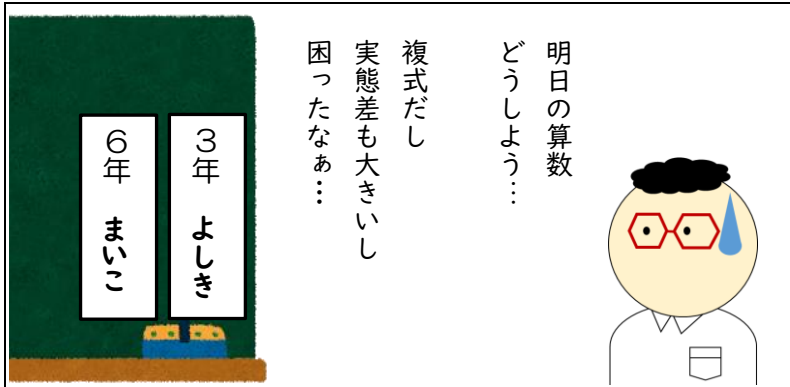 明日の算数
どうしよう…
複式だし
実態差も大きいし
困ったなぁ…
３年　よしき
６年　まいこ